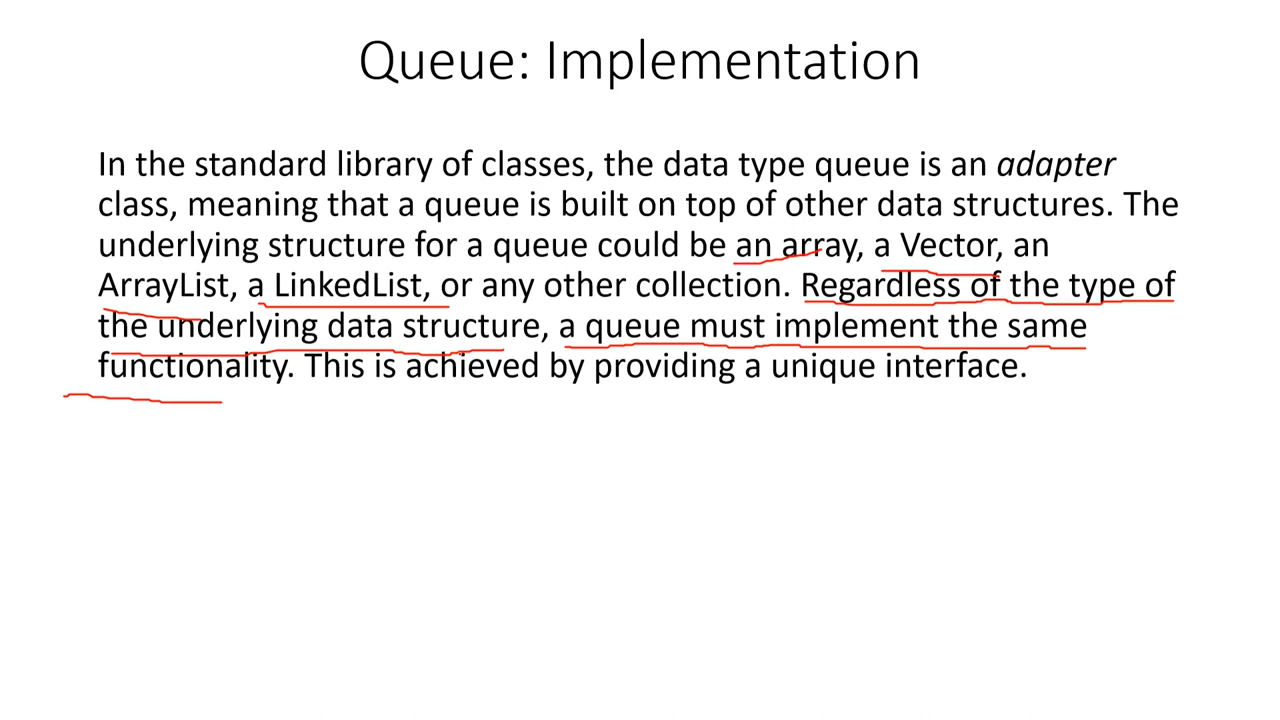 Queue: Implementation
In the standard library of classes, the data type queue is an adapter
class, meaning that a queue is built on top of other data structures. The
underlying structure for a queue could be an array, a Vector, an
ArrayList, a LinkedList, or any other collection. Regardless of the type of
the underlying data structure, a queue must implement the same
functionality. This is achieved by providing a unique interface.